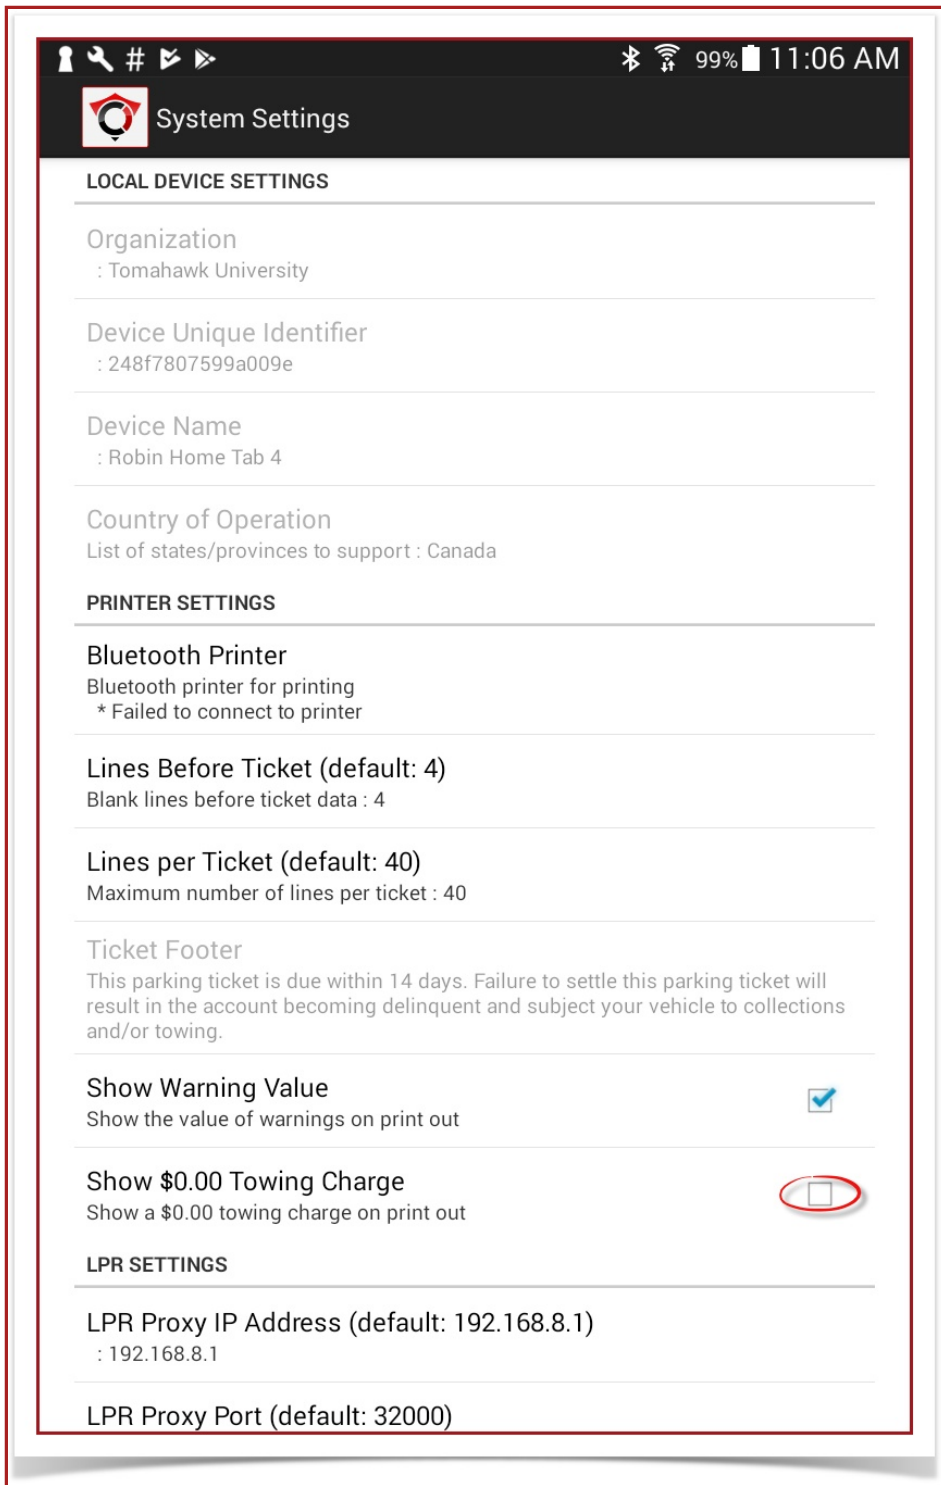 # 99% 11:06 AM
System Settings
LOCAL DEVICE SETTINGS
Organization
: Tomahawk University
Device Unique Identifier
: 248f7807599a009e
Device Name
: Robin Home Tab 4
Country of Operation
List of states/provinces to support : Canada
PRINTER SETTINGS
Bluetooth Printer
Bluetooth printer for printing
* Failed to connect to printer
Lines Before Ticket (default: 4)
Blank lines before ticket data : 4
Lines per Ticket (default: 40)
Maximum number of lines per ticket : 40
Ticket Footer
This parking ticket is due within 14 days. Failure to settle this parking ticket will
result in the account becoming delinquent and subject your vehicle to collections
and/or towing.
Show Warning Value
Show the value of warnings on print out
Show $0.00 Towing Charge
Show a $0.00 towing charge on print out
LPR SETTINGS
LPR Proxy IP Address (default: 192.168.8.1)
: 192.168.8.1
LPR Proxy Port (default: 32000)